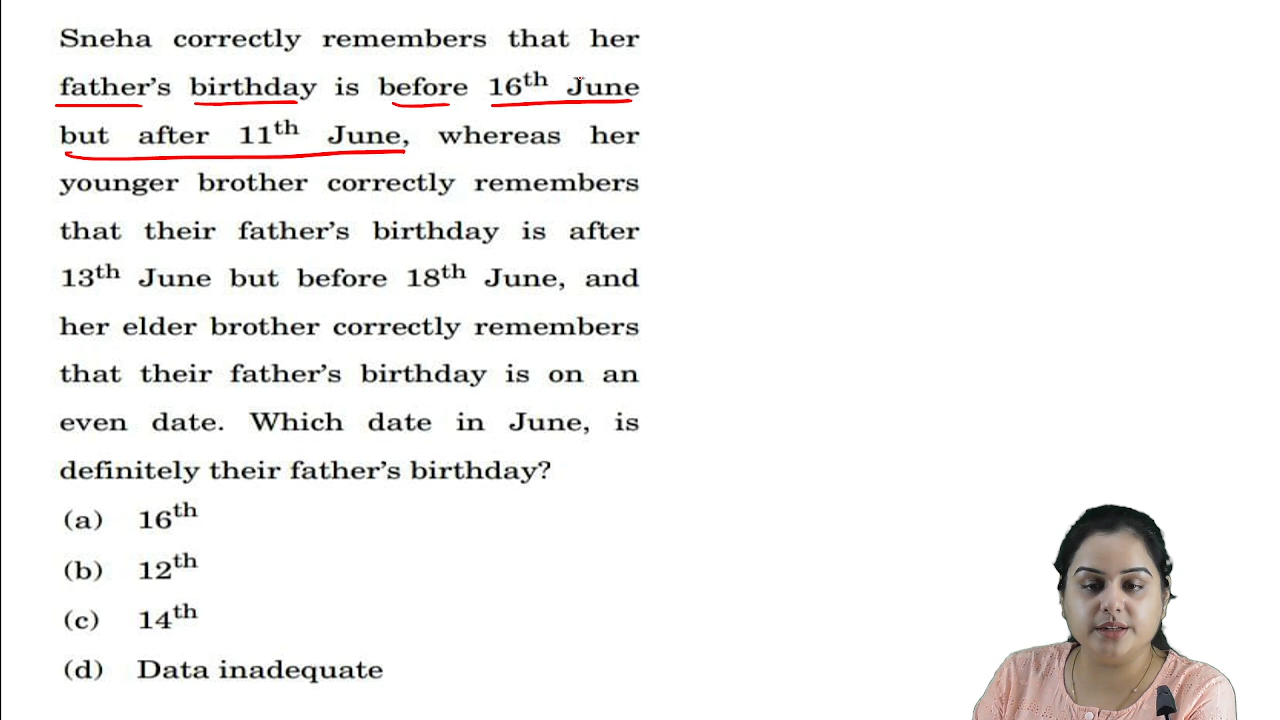 Sneha correctly remembers that her
father's birthday is before 16th June
but after 11th June, whereas her
younger brother correctly remembers
that their father's birthday is after
13th June but before 18th June, and
her elder brother correctly remembers
that their father's birthday is on an
even date. Which date in June, is
definitely their father's birthday?
(a) 16th
(b) 12th
(c) 14th
(d) Data inadequate